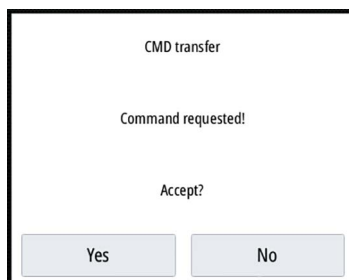 CMD transfer
Command requested!
Accept?
Yes
No